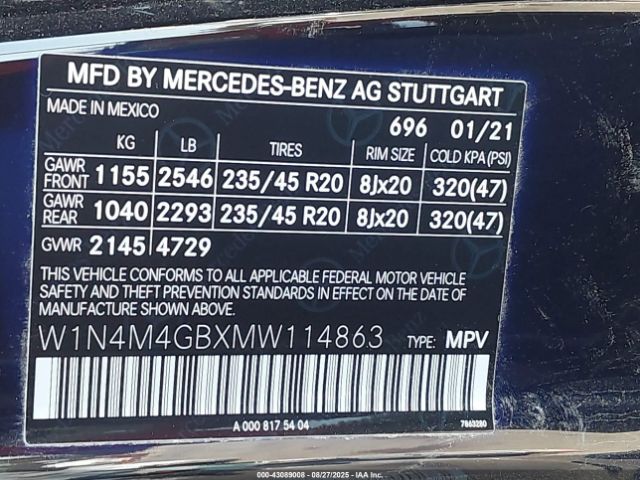 MFD BY MERCEDES-BENZ AG STUTTGART
MADE IN MEXICO
696 01/21
KG LB TIRES RIM SIZE COLD KPA (PSI)
GAWR FRONT 1155 2546 235/45 R20 8Jx20 320(47)
GAWR REAR 1040 2293 235/45 R20 8Jx20 320(47)
GVWR 2145 4729
THIS VEHICLE CONFORMS TO ALL APPLICABLE FEDERAL MOTOR VEHICLE
SAFETY AND THEFT PREVENTION STANDARDS IN EFFECT ON THE DATE OF
MANUFACTURE SHOWN ABOVE.
W1N4M4GBXMW114863 TYPE: MPV
A 000 817 54 04 7863280
000-43089008 - 08/27/2025 - IAAI.COM